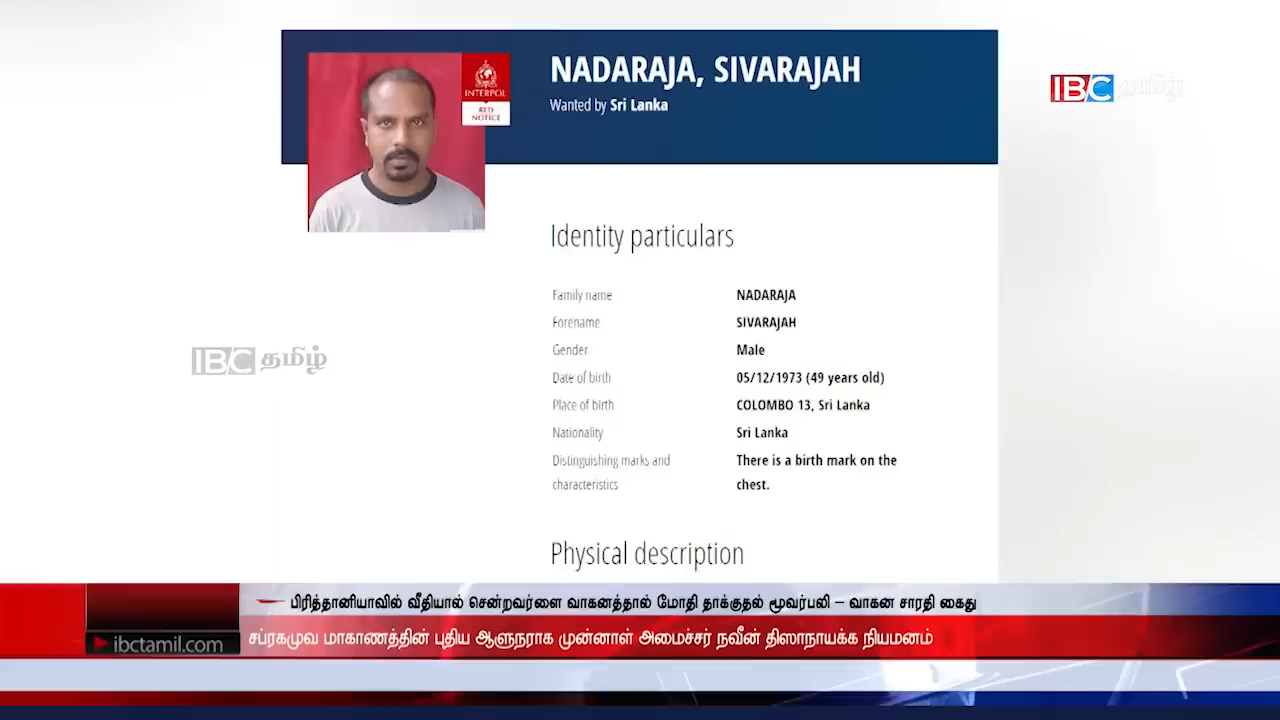 NADARAJA, SIVARAJAH
Wanted by Sri Lanka
INTERPOL
RED
NOTICE
IBC தமிழ்
Identity particulars
Family name NADARAJA
Forename SIVARAJAH
Gender Male
Date of birth 05/12/1973 (49 years old)
Place of birth COLOMBO 13, Sri Lanka
Nationality Sri Lanka
Distinguishing marks and There is a birth mark on the
characteristics chest.
IBC தமிழ்
Physical description
பிரித்தானியாவில் வீதியால் சென்றவர்ளை வாகனத்தால் மோதி தாக்குதல் மூவர்பலி – வாகன சாரதி கைது
சப்ரகமுவ மாகாணத்தின் புதிய ஆளுநராக முன்னாள் அமைச்சர் நவீன் திஸாநாயக்க நியமனம்
ibctamil.com